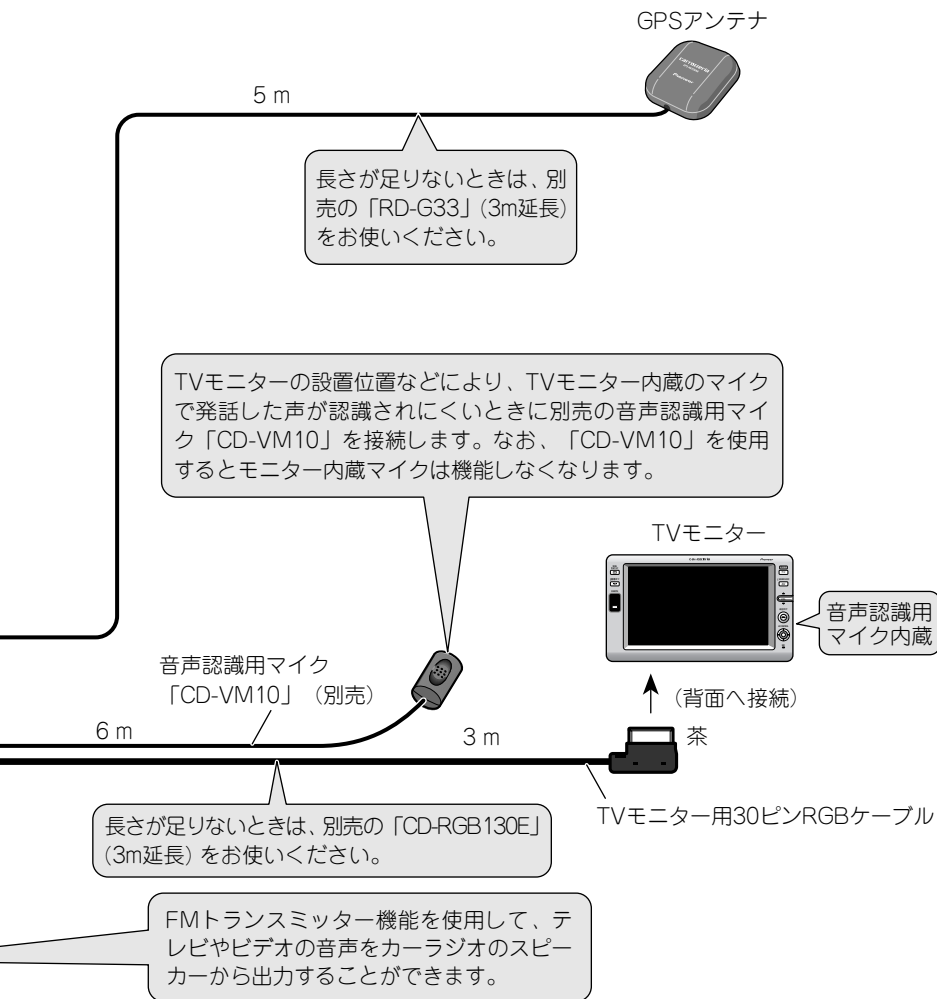 GPSアンテナ
carrozzeria
Pioneer
5 m
長さが足りないときは、別
売の「RD-G33」（3m延長）
をお使いください。
TVモニターの設置位置などにより、TVモニター内蔵のマイク
で発話した声が認識されにくいときに別売の音声認識用マイ
ク「CD-VM10」を接続します。なお、「CD-VM10」を使用
するとモニター内蔵マイクは機能しなくなります。
TVモニター
音声認識用
マイク内蔵
音声認識用マイク
「CD-VM10」（別売）
（背面へ接続）
6 m
3 m
茶
TVモニター用30ピンRGBケーブル
長さが足りないときは、別売の「CD-RGB130E」
（3m延長）をお使いください。
FMトランスミッター機能を使用して、テ
レビやビデオの音声をカーラジオのスピー
カーから出力することができます。